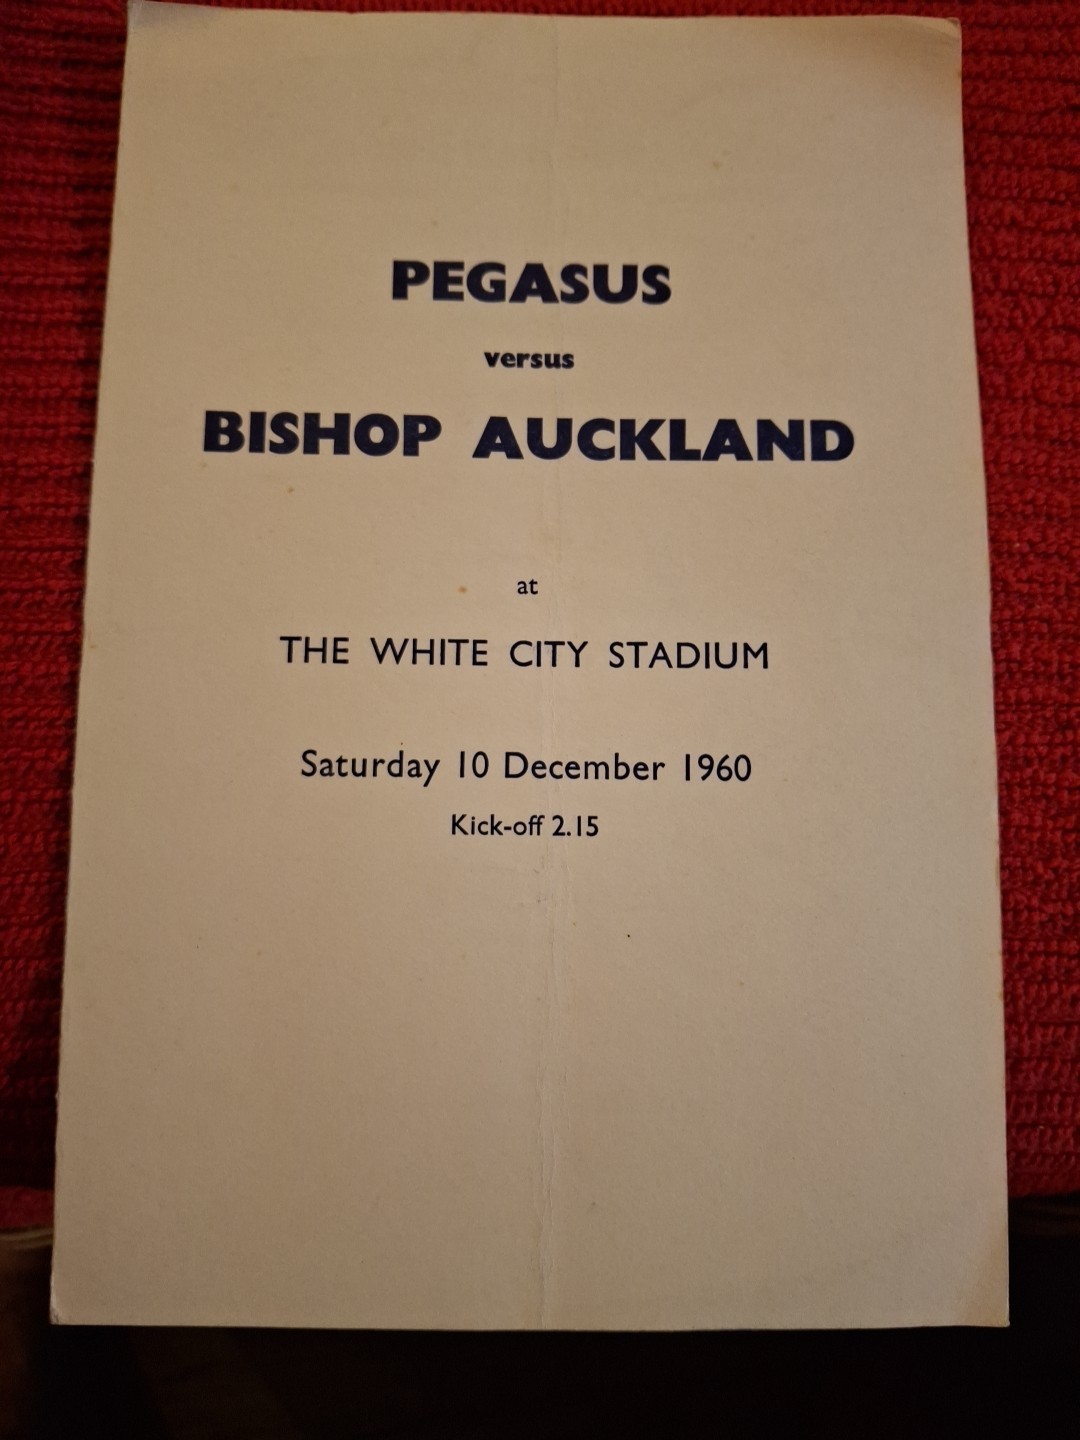 PEGASUS
versus
BISHOP AUCKLAND
at
THE WHITE CITY STADIUM
Saturday 10 December 1960
Kick-off 2.15